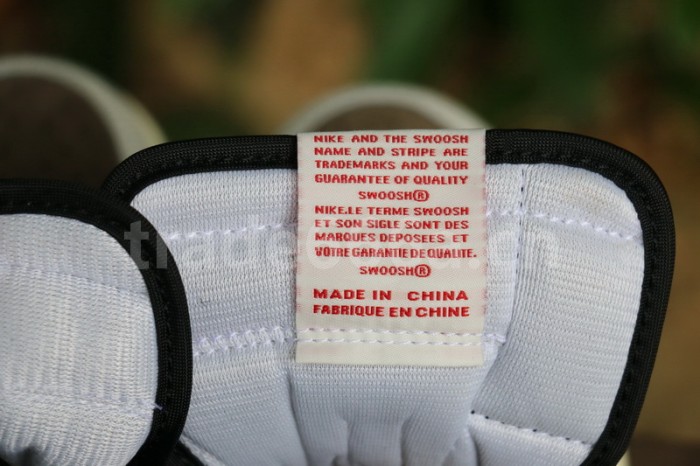 NIKE AND THE SWOOSH
NAME AND STRIPE ARE
TRADEMARKS AND YOUR
GUARANTEE OF QUALITY
SWOOSH®
NIKE.LE TERME SWOOSH
ET SON SIGLE SONT DES
MARQUES DEPOSEES ET
VOTRE GARANTIE DE QUALITE.
SWOOSH®
MADE IN CHINA
FABRIQUE EN CHINE